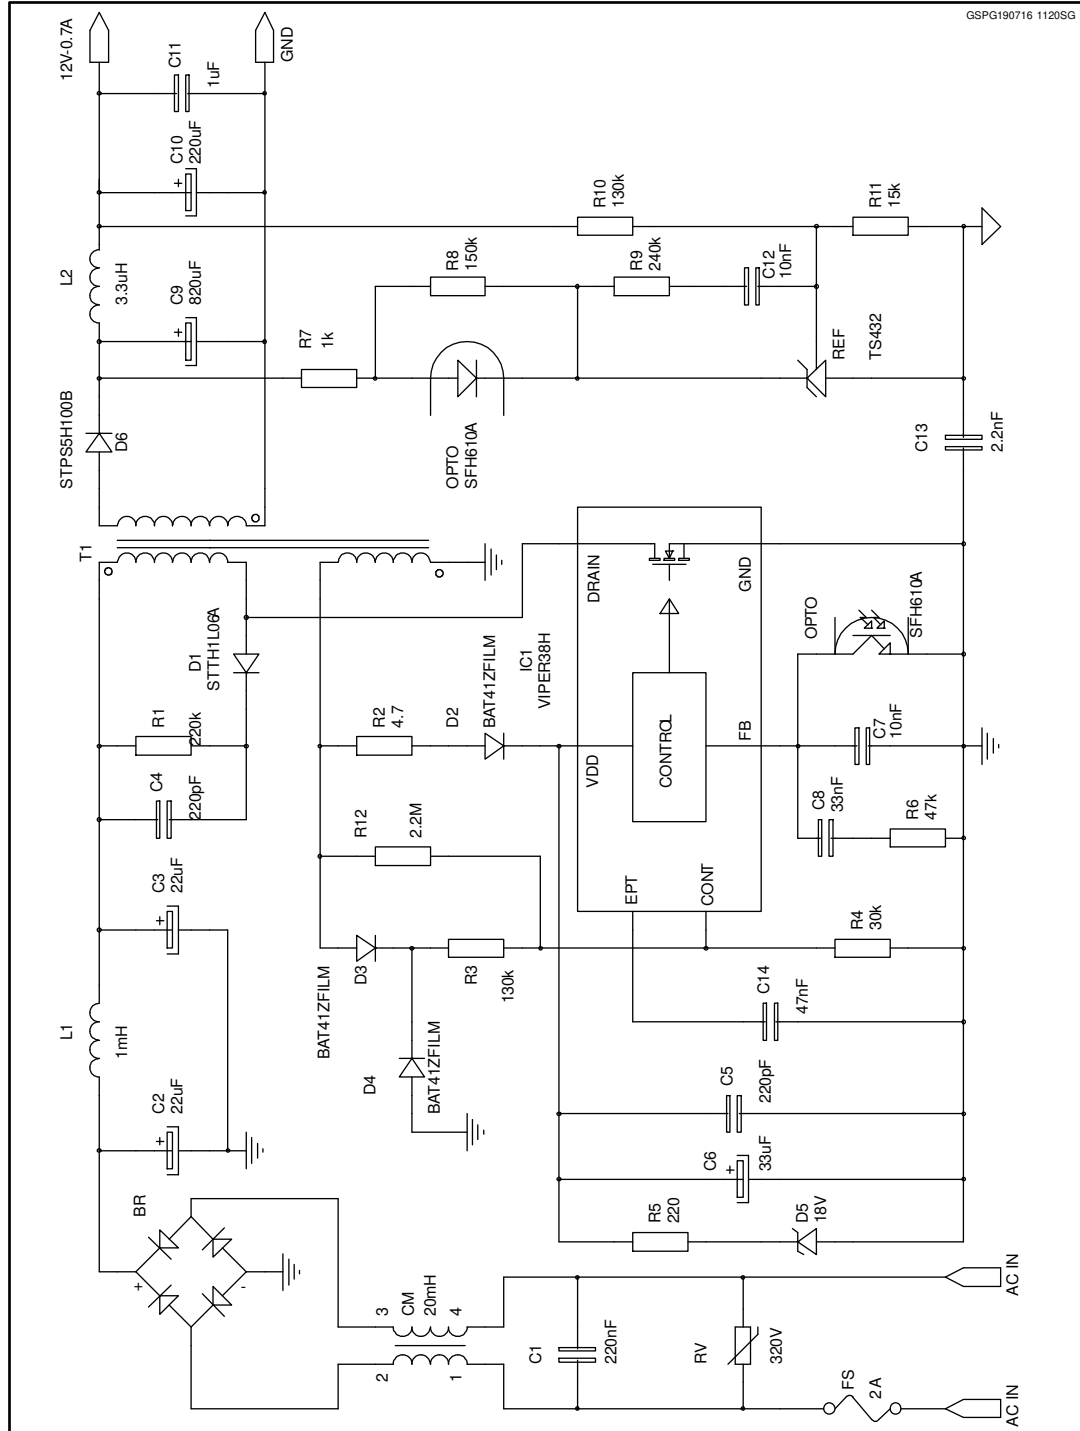 GSPG190716 1120SG
12V-0.7A
GND
C11
1uF
C10
220uF
+
L2
3.3uH
C9
820uF
+
R10
130k
R11
15k
R8
150k
R9
240k
C12
10nF
R7
1k
REF
TS432
STPS5H100B
D6
OPTO
SFH610A
C13
2.2nF
T1
DRAIN
GND
OPTO
SFH610A
D1
STTH1L06A
IC1
VIPER38H
R1
220k
R2
4.7
D2
BAT41ZFILM
VDD
CONTROL
FB
C7
10nF
C4
220pF
R12
2.2M
C8
33nF
R6
47k
C3
22uF
+
EPT
CONT
D3
BAT41ZFILM
R3
130k
R4
30k
L1
1mH
C14
47nF
D4
BAT41ZFILM
C2
22uF
+
C5
220pF
C6
33uF
+
BR
+
-
R5
220
D5
18V
3
CM
20mH
4
2
1
C1
220nF
RV
320V
AC IN
FS
2 A
AC IN